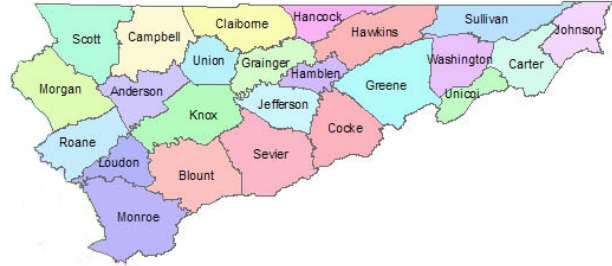 Hancock
Sullivan
Claiborne
Johnson
Scott
Campbell
Hawkins
Washington
Carter
Union
Grainger
Hamblen
Greene
Morgan
Anderson
Unicoi
Jefferson
Knox
Cocke
Roane
Sevier
Loudon
Blount
Monroe